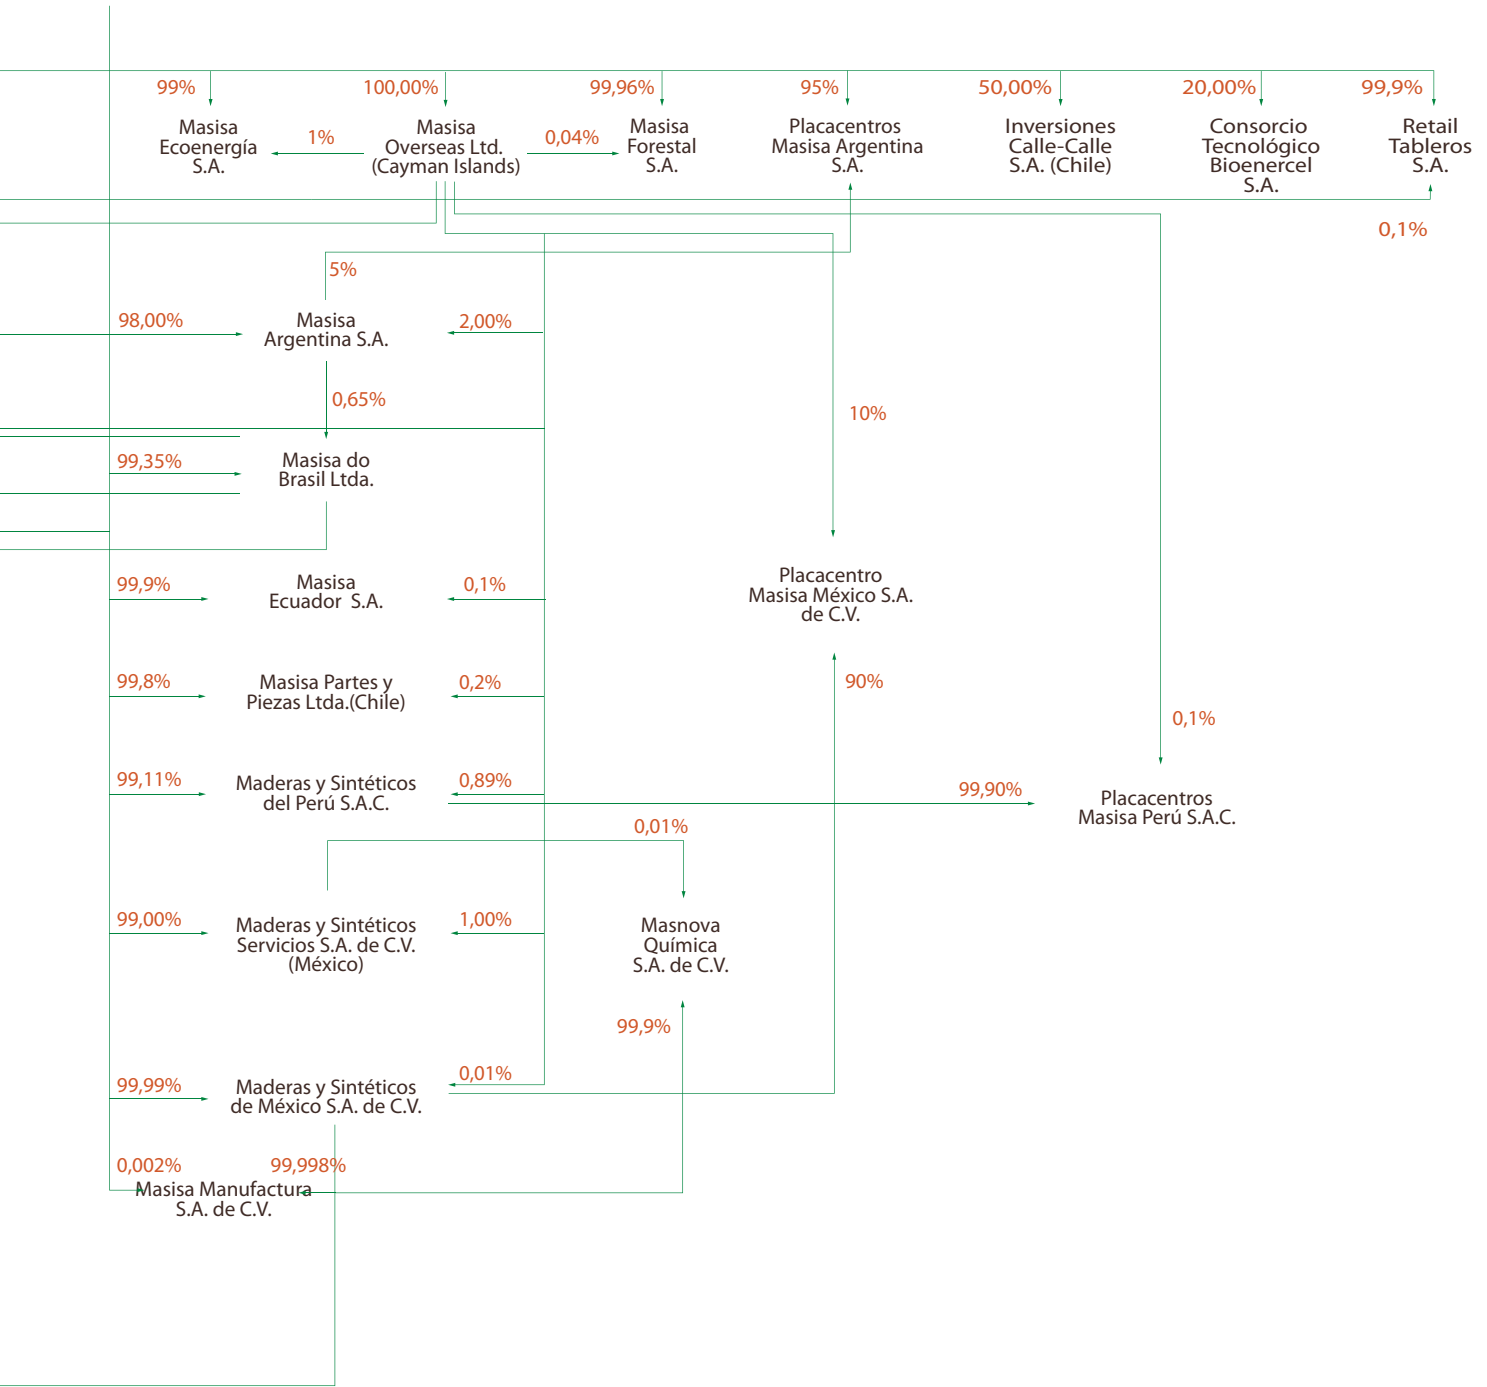 99%
100,00%
99,96%
95%
50,00%
20,00%
99,9%
Masisa
Ecoenergía
S.A.
1%
Masisa
Overseas Ltd.
(Cayman Islands)
0,04%
Masisa
Forestal
S.A.
Placacentros
Masisa Argentina
S.A.
Inversiones
Calle-Calle
S.A. (Chile)
Consorcio
Tecnológico
Bioenercel
S.A.
Retail
Tableros
S.A.
0,1%
5%
98,00%
Masisa
Argentina S.A.
2,00%
0,65%
10%
99,35%
Masisa do
Brasil Ltda.
99,9%
Masisa
Ecuador S.A.
0,1%
Placacentro
Masisa México S.A.
de C.V.
99,8%
Masisa Partes y
Piezas Ltda.(Chile)
0,2%
90%
0,1%
99,11%
Maderas y Sintéticos
del Perú S.A.C.
0,89%
99,90%
Placacentros
Masisa Perú S.A.C.
0,01%
99,00%
Maderas y Sintéticos
Servicios S.A. de C.V.
(México)
1,00%
Masnova
Química
S.A. de C.V.
99,9%
99,99%
Maderas y Sintéticos
de México S.A. de C.V.
0,01%
0,002%
99,998%
Masisa Manufactura
S.A. de C.V.